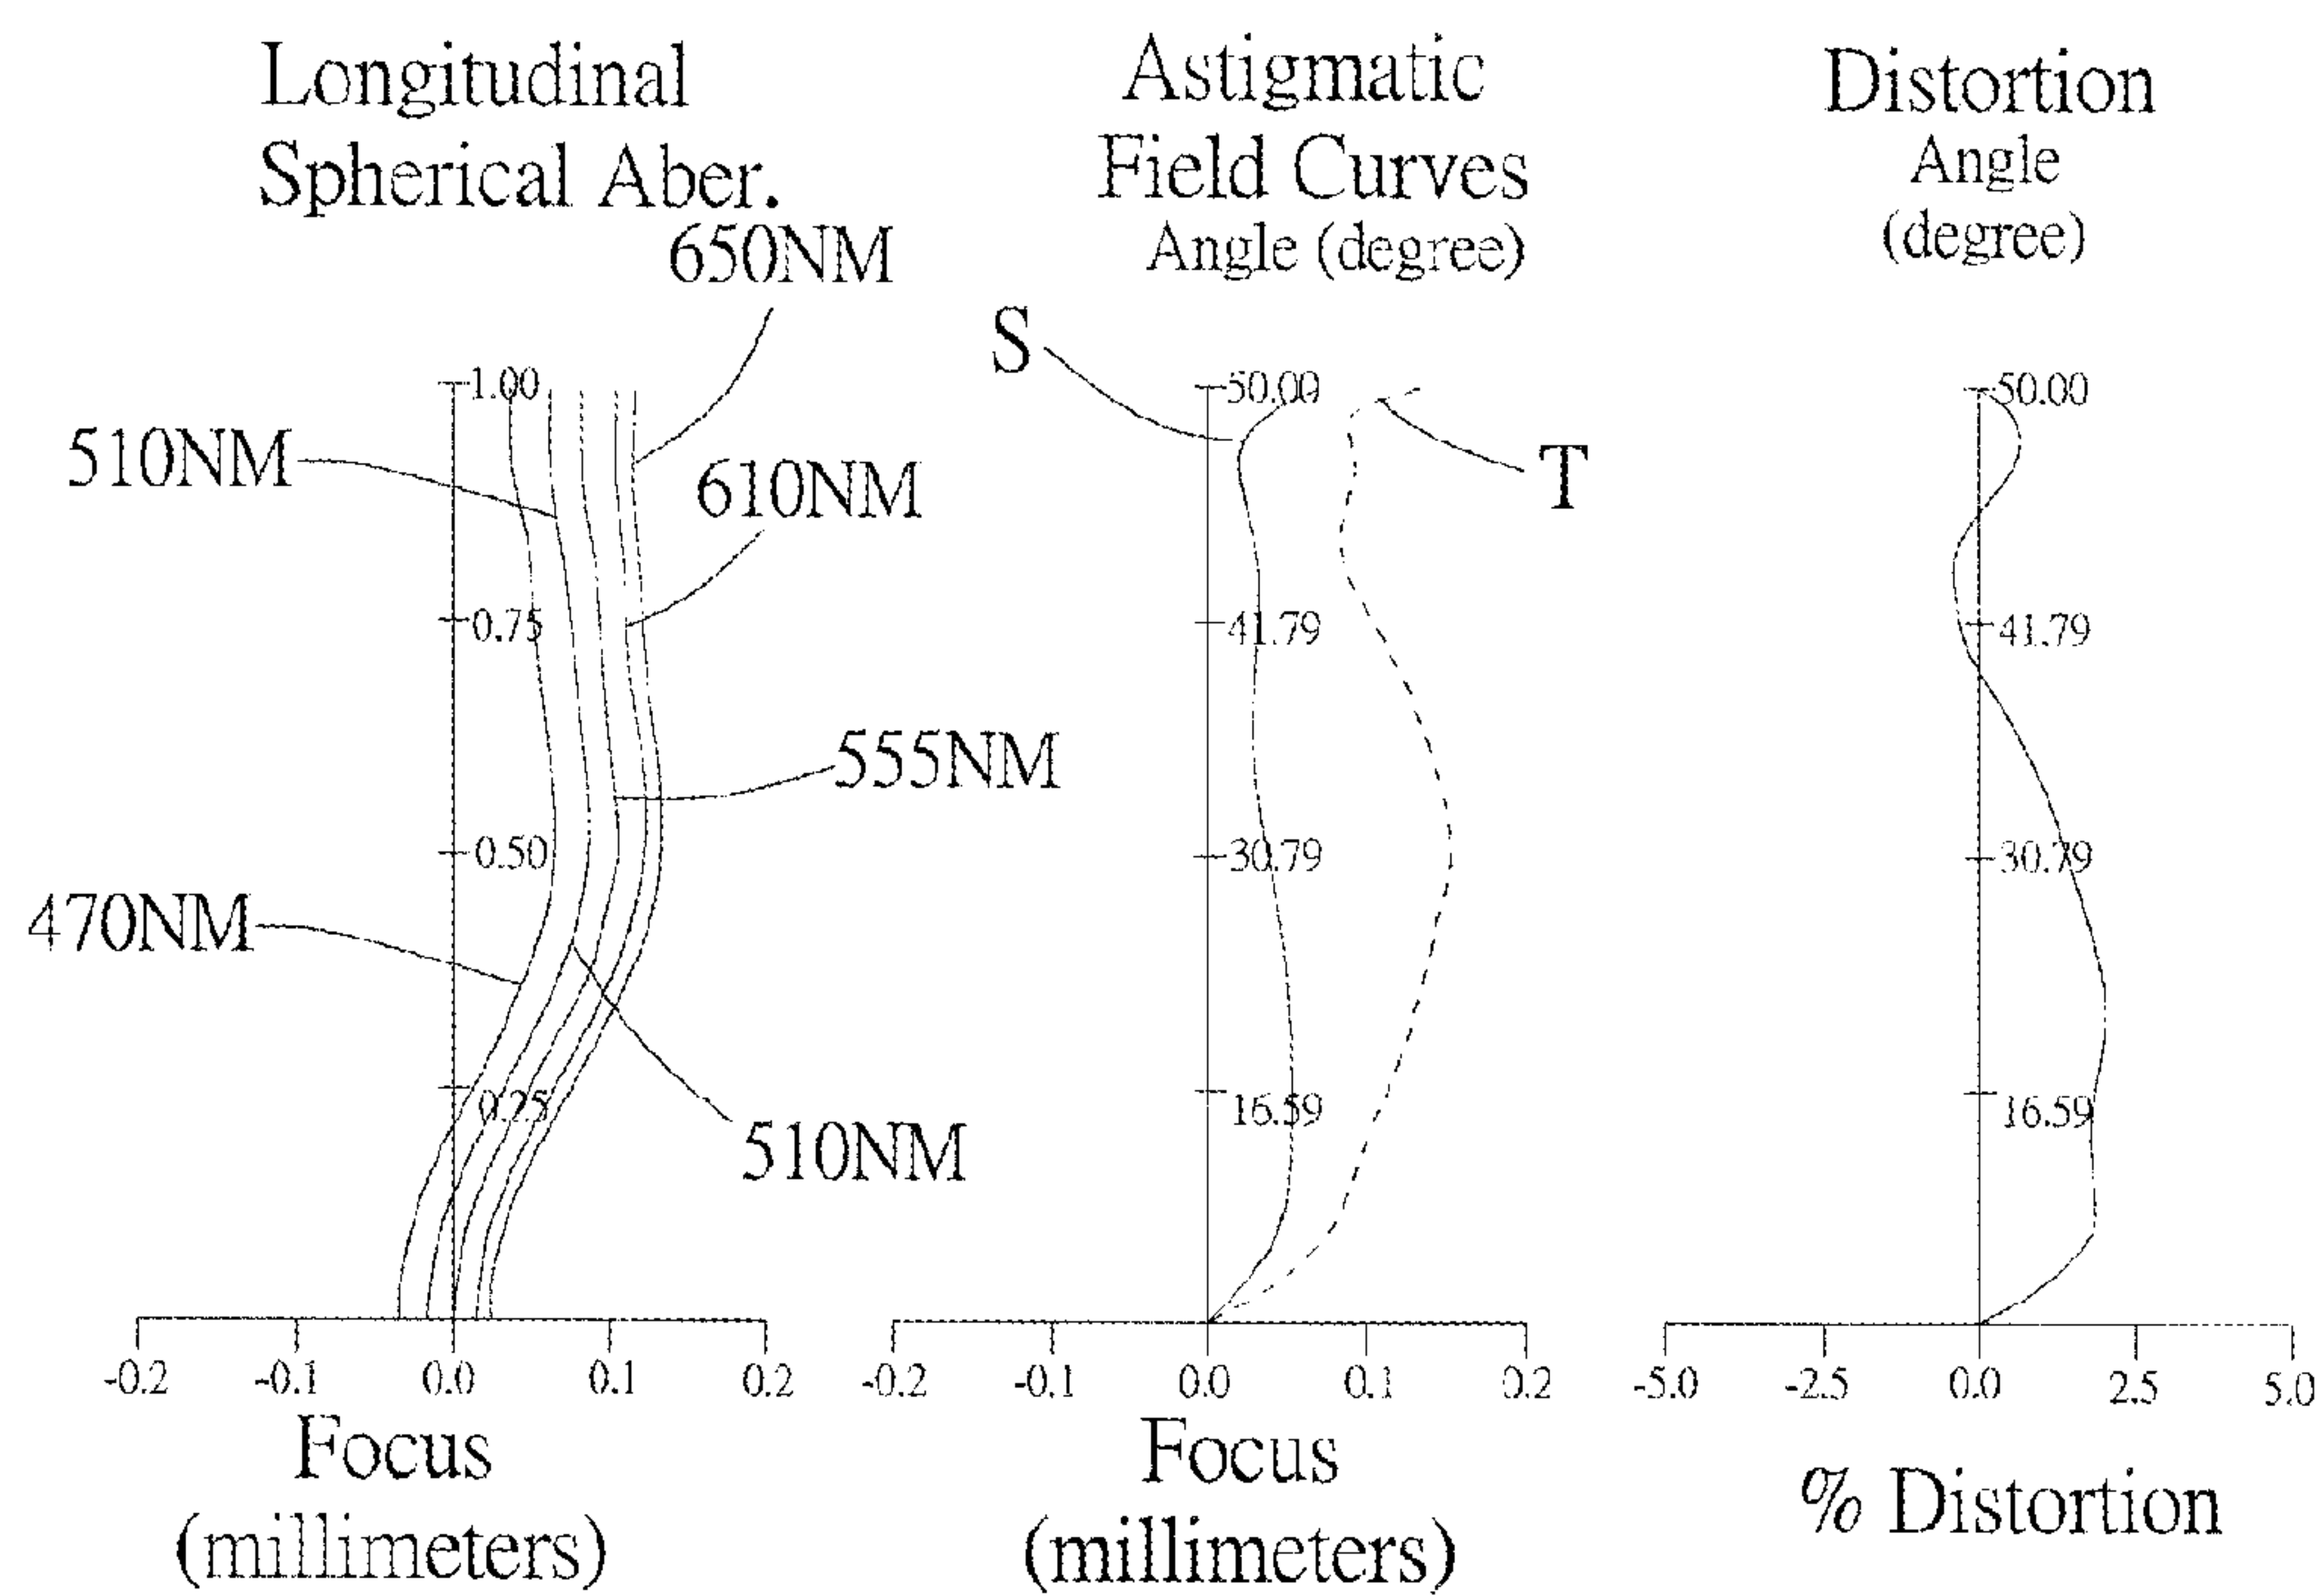 Longitudinal
Spherical Aber.
650NM
510NM
610NM
555NM
470NM
510NM
1.00
0.75
0.50
0.25
-0.2 -0.1 0.0 0.1 0.2
Focus
(millimeters)
Astigmatic
Field Curves
Angle (degree)
S
T
50.00
41.79
30.79
16.59
-0.2 -0.1 0.0 0.1 0.2
Focus
(millimeters)
Distortion
Angle
(degree)
50.00
41.79
30.79
16.59
-5.0 -2.5 0.0 2.5 5.0
% Distortion